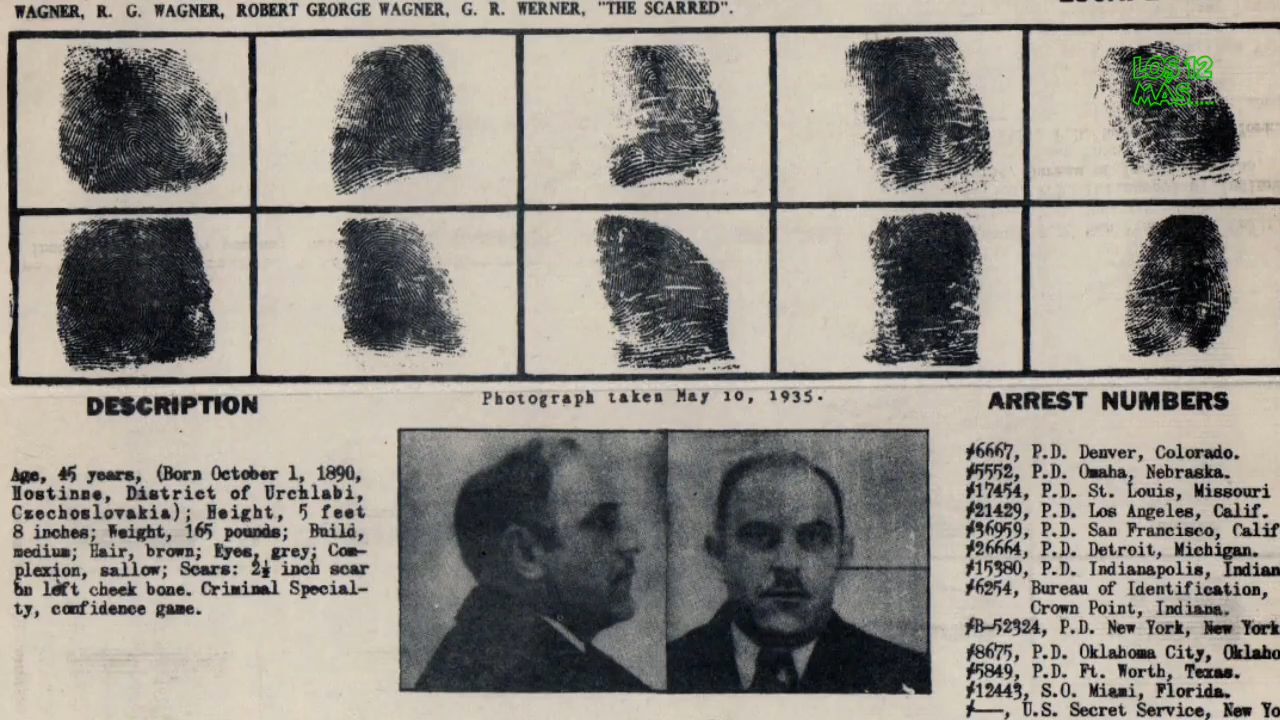 WAGNER, R. G. WAGNER, ROBERT GEORGE WAGNER, G. R. WERNER, "THE SCARRED".
LOS 12
MAS.....
Photograph taken May 10, 1935.
DESCRIPTION
Age, 45 years, (Born October 1, 1890,
Hostinne, District of Urchlabi,
Czechoslovakia); Height, 5 feet
8 inches; Weight, 165 pounds; Build,
medium; Hair, brown; Eyes, grey; Com-
plexion, sallow; Scars: 2½ inch scar
on left cheek bone. Criminal Special-
ty, confidence game.
ARREST NUMBERS
#6667, P.D. Denver, Colorado.
#5552, P.D. Omaha, Nebraska.
#17454, P.D. St. Louis, Missouri
#21429, P.D. Los Angeles, Calif.
#36959, P.D. San Francisco, Calif
#26664, P.D. Detroit, Michigan.
#15380, P.D. Indianapolis, Indian
#6254, Bureau of Identification,
Crown Point, Indiana.
#B-52324, P.D. New York, New York
#8675, P.D. Oklahoma City, Oklaho
#5849, P.D. Ft. Worth, Texas.
#12443, S.O. Miami, Florida.
#——, U.S. Secret Service, New Yo